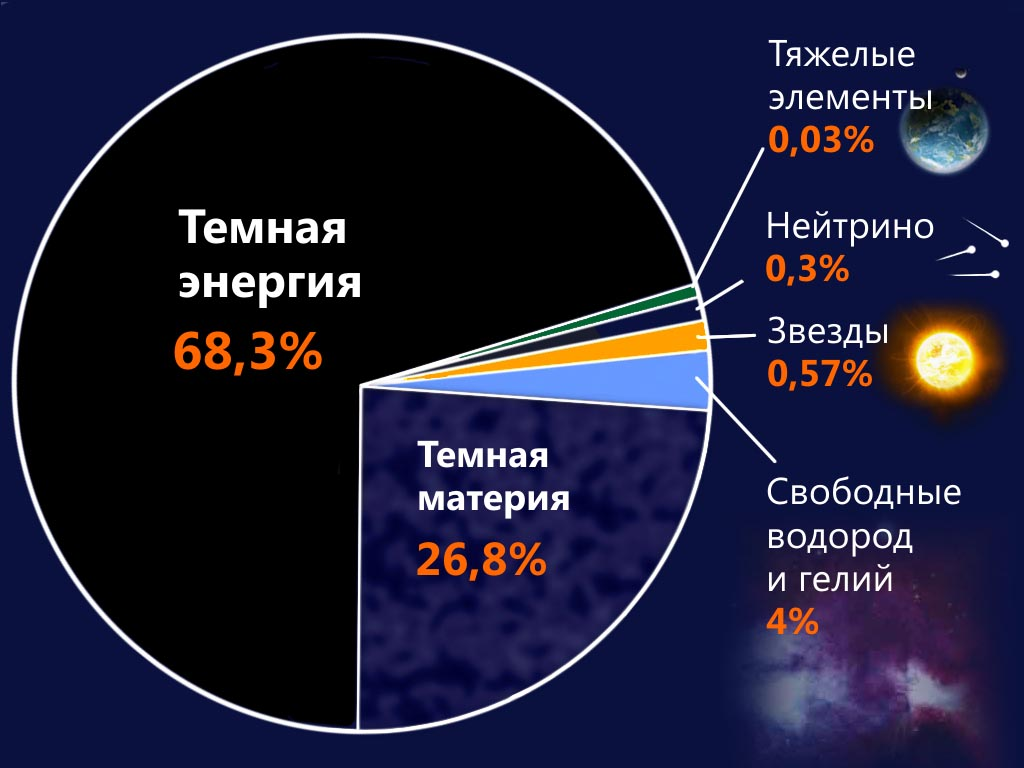 Темная
энергия
68,3%
Темная
материя
26,8%
Тяжелые
элементы
0,03%
Нейтрино
0,3%
Звезды
0,57%
Свободные
водород
и гелий
4%